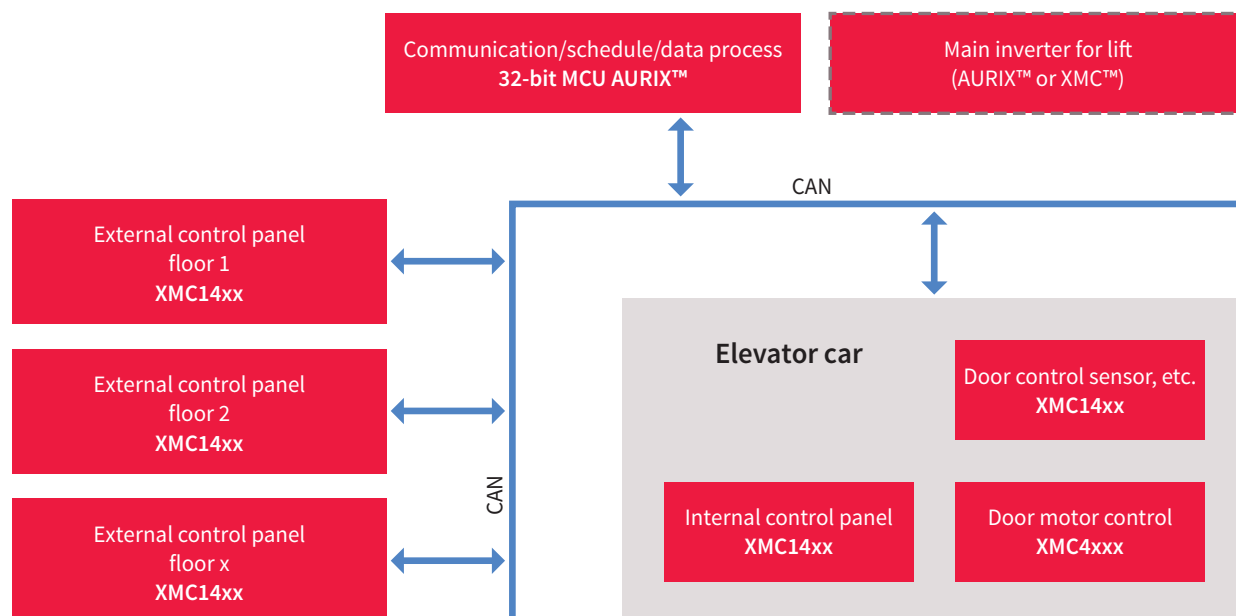 Communication/schedule/data process
32-bit MCU AURIX™
Main inverter for lift
(AURIX™ or XMC™)
CAN
External control panel
floor 1
XMC14xx
External control panel
floor 2
XMC14xx
External control panel
floor x
XMC14xx
CAN
Elevator car
Door control sensor, etc.
XMC14xx
Internal control panel
XMC14xx
Door motor control
XMC4xxx